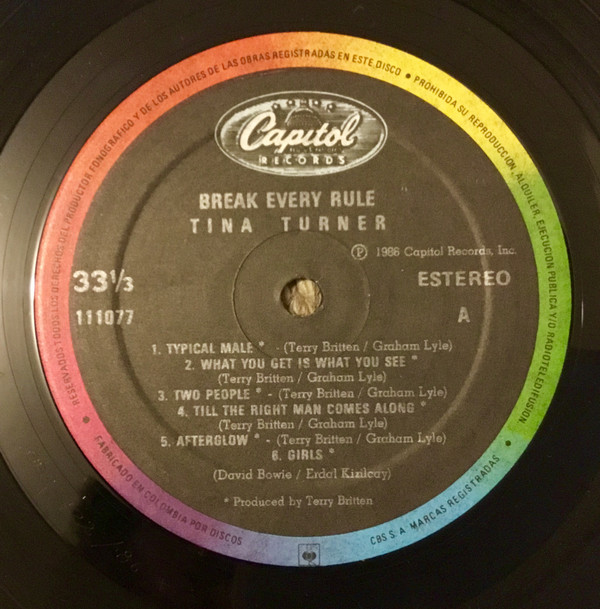 RESERVADOS TODOS LOS DERECHOS DEL PRODUCTOR FONOGRAFICO Y DE LOS AUTORES DE LAS OBRAS REGISTRADAS EN ESTE DISCO • PROHIBIDA SU REPRODUCCION, ALQUILER, EJECUCION PUBLICA Y/O RADIOTELEDIFUSION •
Capitol
RECORDS
BREAK EVERY RULE
TINA TURNER
℗ 1986 Capitol Records, Inc.
33⅓
ESTEREO
111077
A
1. TYPICAL MALE * - (Terry Britten / Graham Lyle)
2. WHAT YOU GET IS WHAT YOU SEE *
(Terry Britten / Graham Lyle)
3. TWO PEOPLE * - (Terry Britten / Graham Lyle)
4. TILL THE RIGHT MAN COMES ALONG *
(Terry Britten / Graham Lyle)
5. AFTERGLOW * - (Terry Britten / Graham Lyle)
6. GIRLS *
(David Bowie / Erdal Kizilcay)
* Produced by Terry Britten
• FABRICADO EN COLOMBIA POR DISCOS
CBS S. A. MARCAS REGISTRADAS •